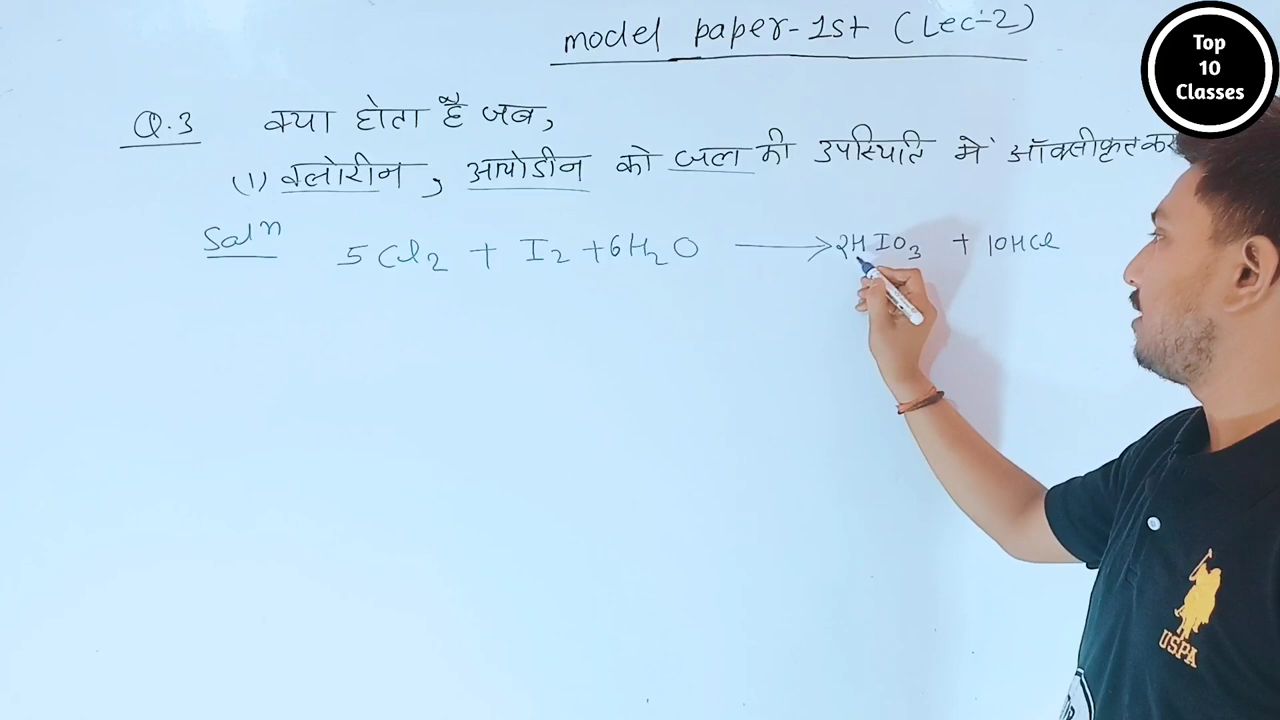 model paper-1st (Lec-2)
Top
10
Classes
Q.3 क्या होता है जब,
(1) क्लोरीन, आयोडीन को जल की उपस्थिति में ऑक्सीकृत कर
Solⁿ 5Cl₂ + I₂ + 6H₂O ⟶ 2HIO₃ + 10HCl
USPA